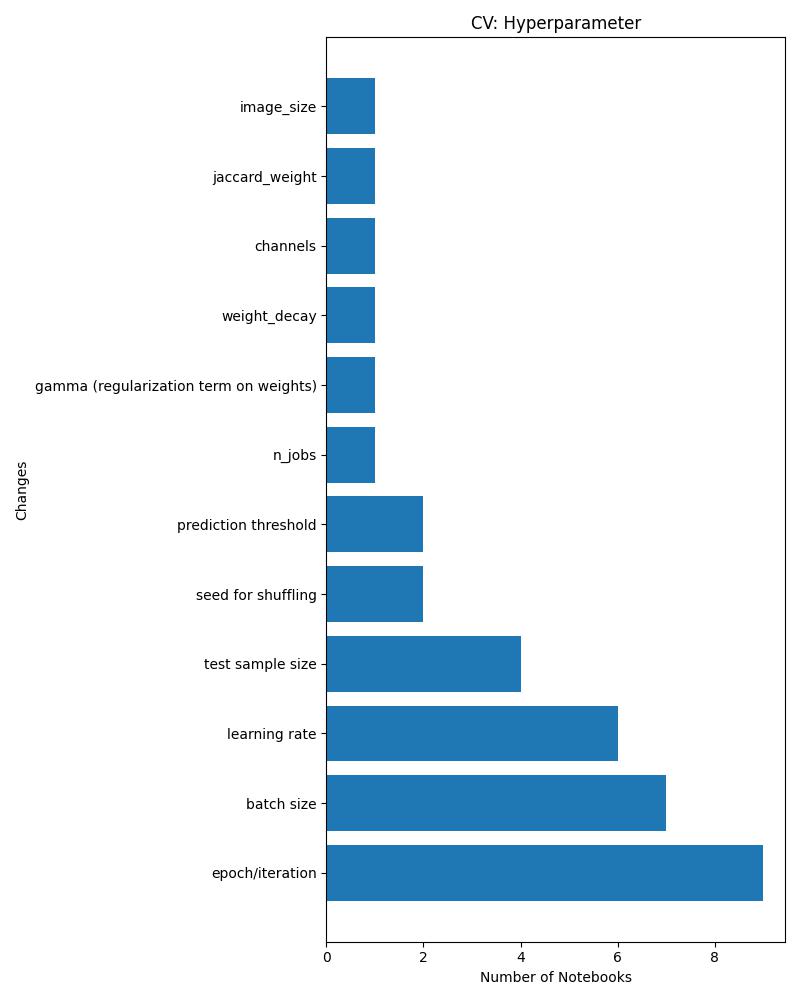 CV: Hyperparameter
image_size
jaccard_weight
channels
weight_decay
gamma (regularization term on weights)
n_jobs
prediction threshold
seed for shuffling
test sample size
learning rate
batch size
epoch/iteration
Changes
0 2 4 6 8
Number of Notebooks